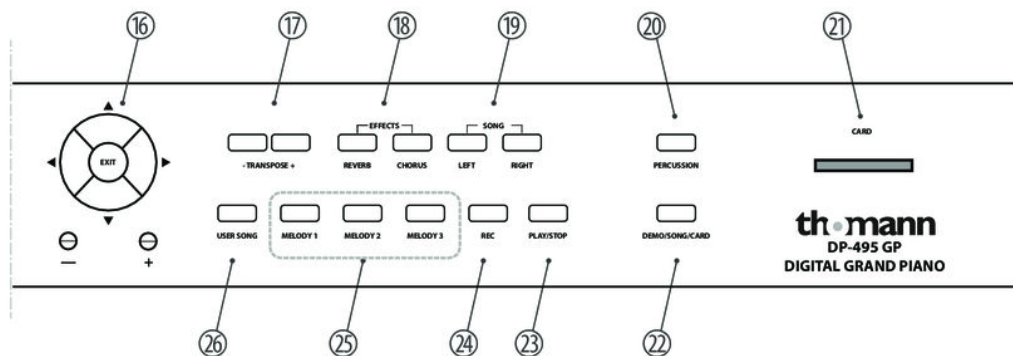 ⑯ ⑰ ⑱ ⑲ ⑳ ㉑
EFFECTS SONG CARD
EXIT
- TRANSPOSE + REVERB CHORUS LEFT RIGHT PERCUSSION
USER SONG MELODY 1 MELODY 2 MELODY 3 REC PLAY/STOP DEMO/SONG/CARD
— +
thomann
DP-495 GP
DIGITAL GRAND PIANO
㉖ ㉕ ㉔ ㉓ ㉒